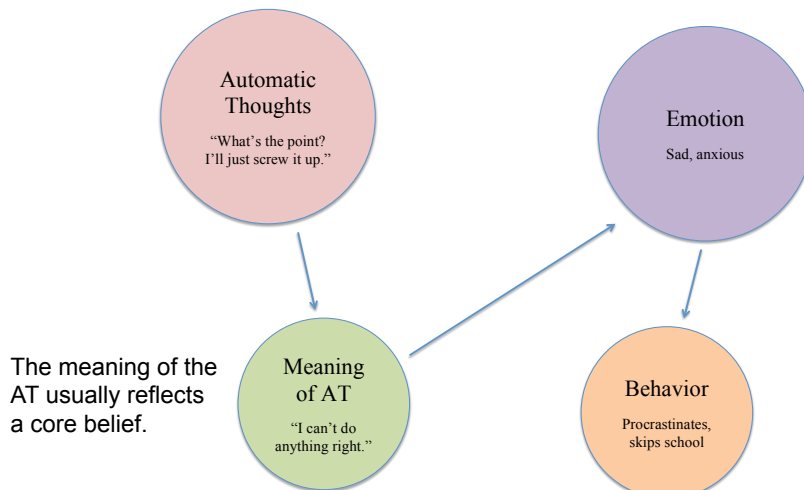 Automatic
Thoughts
“What’s the point?
I’ll just screw it up.”
Emotion
Sad, anxious
The meaning of the
AT usually reflects
a core belief.
Meaning
of AT
“I can’t do
anything right.”
Behavior
Procrastinates,
skips school